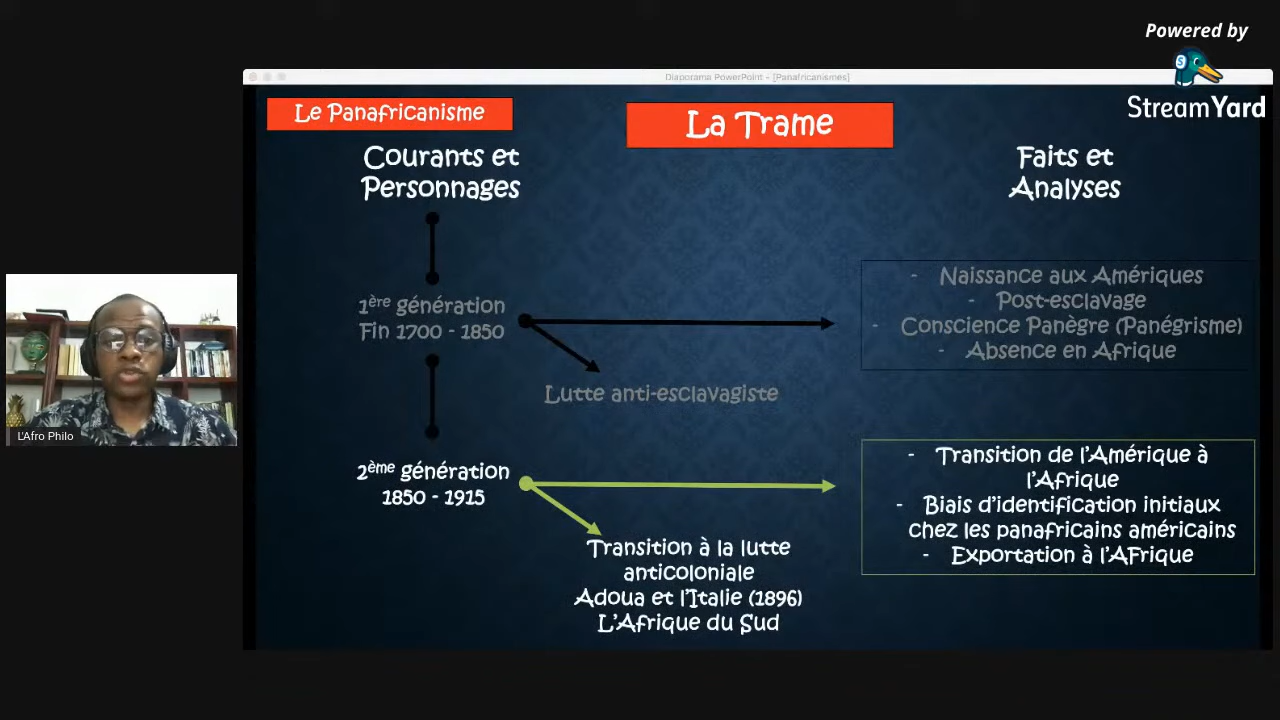 Powered by
StreamYard
Diaporama PowerPoint - [Panafricanismes]
Le Panafricanisme
La Trame
Courants et
Personnages
Faits et
Analyses
1ère génération
Fin 1700 - 1850
Lutte anti-esclavagiste
- Naissance aux Amériques
- Post-esclavage
- Conscience Panègre (Panégrisme)
- Absence en Afrique
2ème génération
1850 - 1915
Transition à la lutte
anticoloniale
Adoua et l'Italie (1896)
L'Afrique du Sud
- Transition de l'Amérique à
l'Afrique
- Biais d'identification initiaux
chez les panafricains américains
- Exportation à l'AFrique
L'Afro Philo